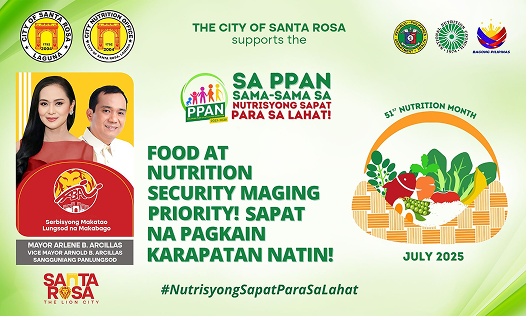 CITY OF SANTA ROSA
LAGUNA
CITY NUTRITION OFFICE
THE CITY OF SANTA ROSA
supports the
BAGONG PILIPINAS
PPAN
SA PPAN
SAMA-SAMA SA
NUTRISYONG SAPAT
PARA SA LAHAT!
FOOD AT
NUTRITION
SECURITY MAGING
PRIORITY! SAPAT
NA PAGKAIN
KARAPATAN NATIN!
51ST NUTRITION MONTH
JULY 2025
Serbisyong Makatao
Lungsod na Makabago
MAYOR ARLENE B. ARCILLAS
VICE MAYOR ARNOLD B. ARCILLAS
SANGGUNIANG PANLUNGSOD
SANTA
ROSA
THE LION CITY
#NutrisyongSapatParaSaLahat